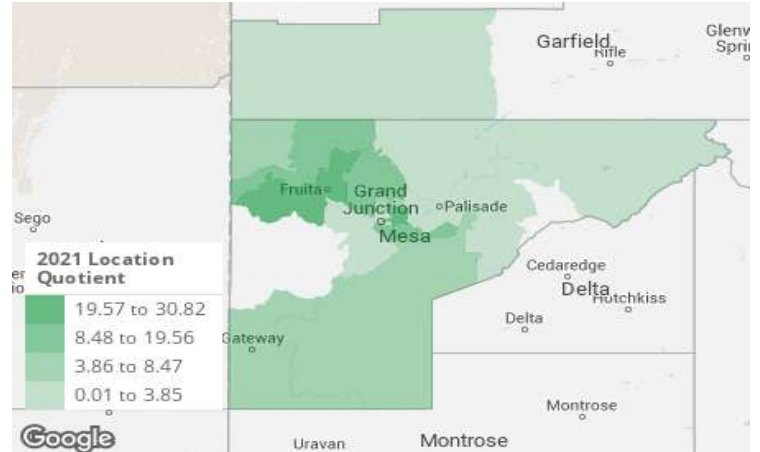 Glenw
Garfield
Sprin
Rifle
Fruita
Grand
Junction
Palisade
Sego
Mesa
2021 Location
Quotient
Cedaredge
Delta
Hutchkiss
19.57 to 30.82
8.48 to 19.56
Delta
Gateway
3.86 to 8.47
0.01 to 3.85
Montrose
Google
Uravan
Montrose